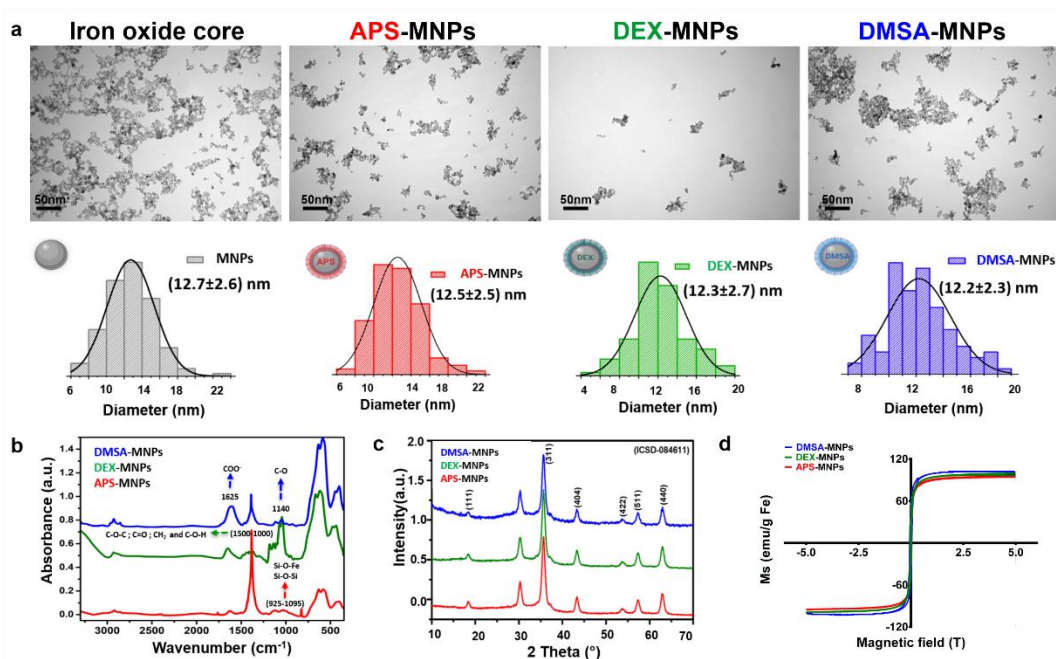 a
Iron oxide core
APS-MNPs
DEX-MNPs
DMSA-MNPs
50nm
50nm
50nm
50nm
MNPs
(12.7±2.6) nm
6 10 14 18 22
Diameter (nm)
APS
APS-MNPs
(12.5±2.5) nm
6 10 14 18 22
Diameter (nm)
DEX
DEX-MNPs
(12.3±2.7) nm
4 8 12 16 20
Diameter (nm)
DMSA
DMSA-MNPs
(12.2±2.3) nm
8 12 16 20
Diameter (nm)
b
DMSA-MNPs
DEX-MNPs
APS-MNPs
COO-
1625
C-O
1140
C-O-C ; C=O ; CH2 and C-O-H
(1500-1000)
Si-O-Fe
Si-O-Si
(925-1095)
1.4
1.2
1.0
0.8
0.6
0.4
0.2
0.0
Absorbance (a.u.)
3000 2500 2000 1500 1000 500
Wavenumber (cm-1)
c
DMSA-MNPs
DEX-MNPs
APS-MNPs
(ICSD-084611)
(111)
(311)
(404)
(422)
(511)
(440)
2.0
1.5
1.0
0.5
0.0
Intensity(a.u.)
10 20 30 40 50 60 70
2 Theta (°)
d
DMSA-MNPs
DEX-MNPs
APS-MNPs
120
60
-5.0 -2.5 2.5 5.0
-60
-120
Ms (emu/g Fe)
Magnetic field (T)